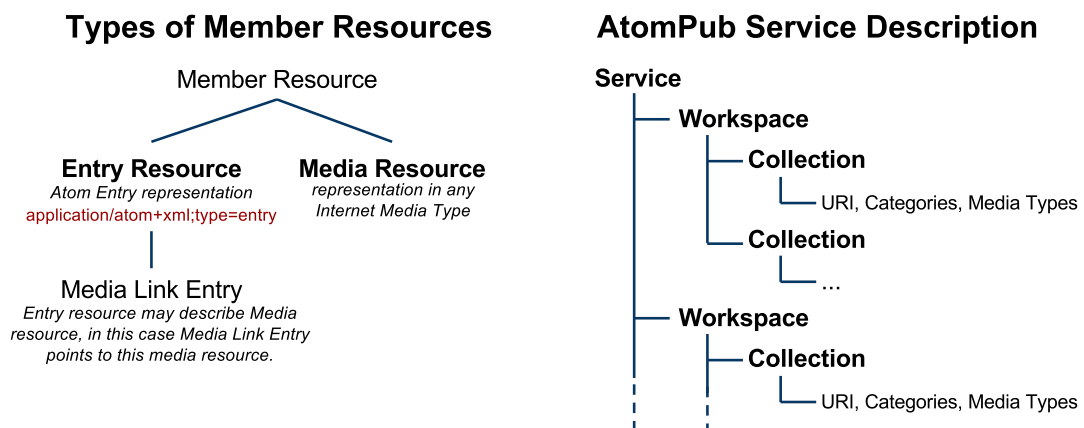 Types of Member Resources
Member Resource
Entry Resource
Atom Entry representation
application/atom+xml;type=entry
Media Resource
representation in any
Internet Media Type
Media Link Entry
Entry resource may describe Media
resource, in this case Media Link Entry
points to this media resource.
AtomPub Service Description
Service
Workspace
Collection
URI, Categories, Media Types
Collection
...
Workspace
Collection
URI, Categories, Media Types